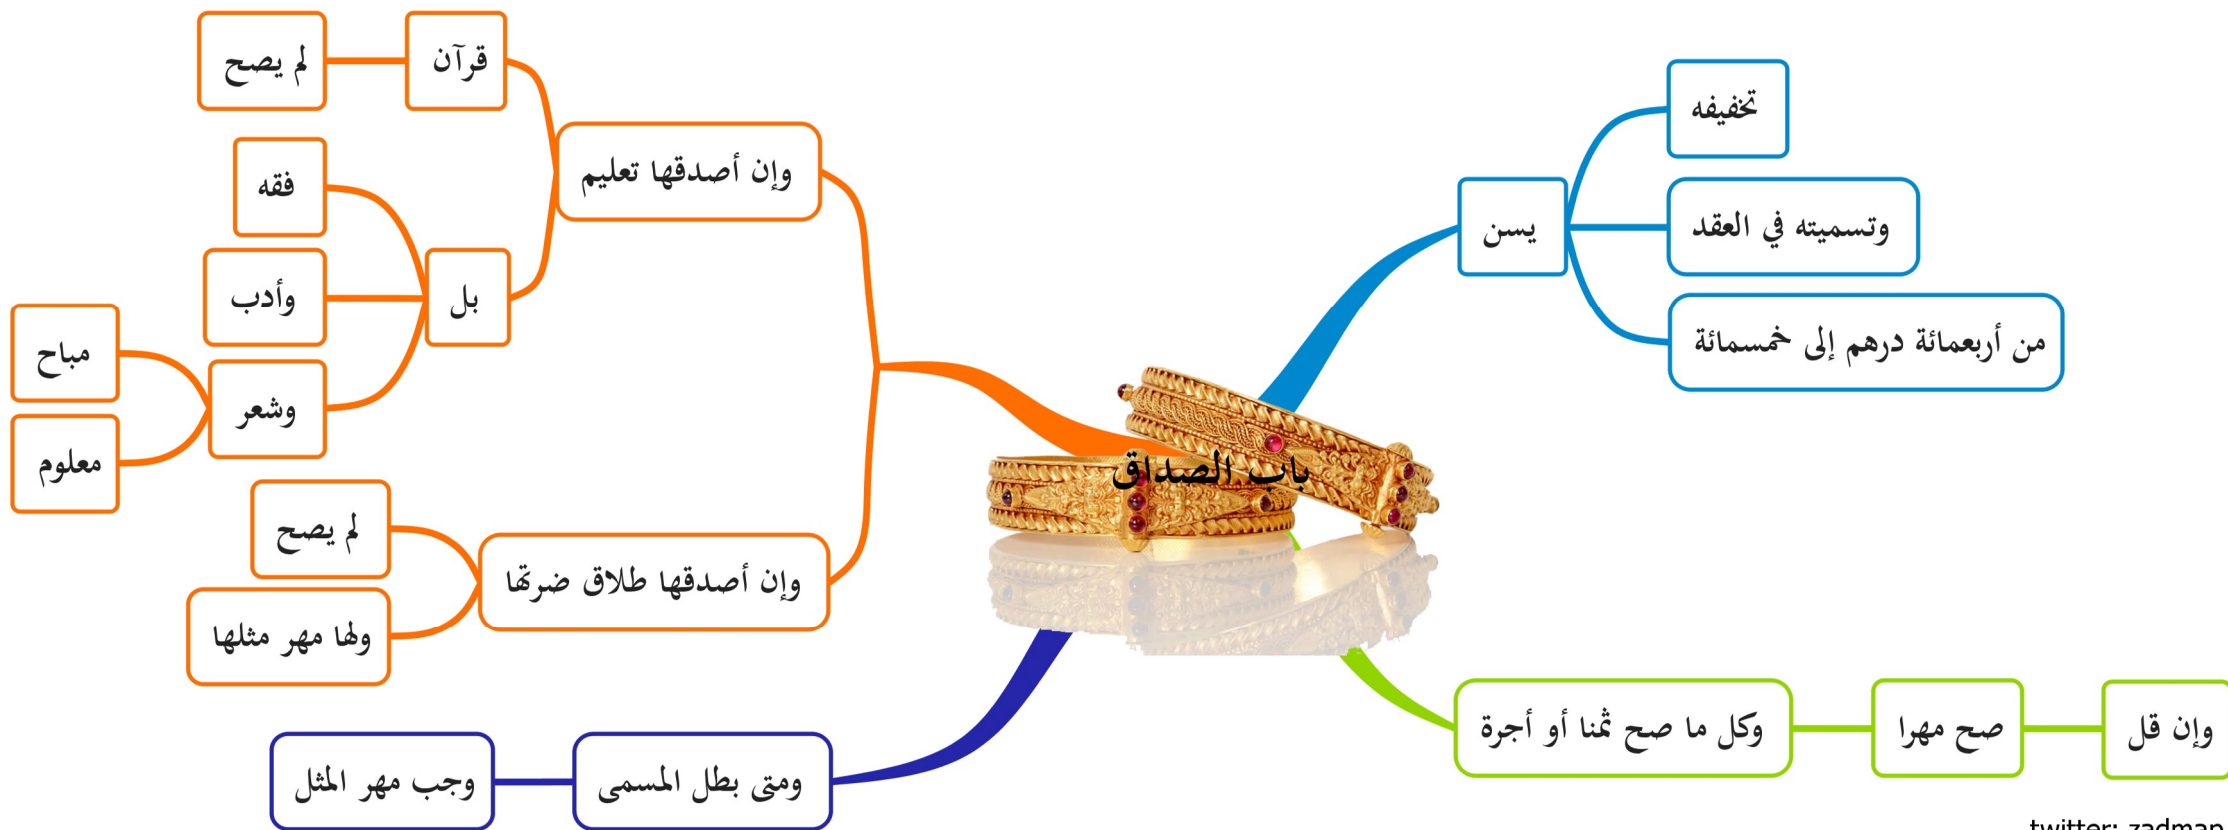 باب الصداق
يسن
تخفيفه
وتسميته في العقد
من أربعمائة درهم إلى خمسمائة
وكل ما صح ثمنا أو أجرة
صح مهرا
وإن قل
وإن أصدقها تعليم
قرآن
لم يصح
بل
فقه
وأدب
وشعر
مباح
معلوم
وإن أصدقها طلاق ضرتها
لم يصح
ولها مهر مثلها
ومتى بطل المسمى
وجب مهر المثل
twitter: zadmap